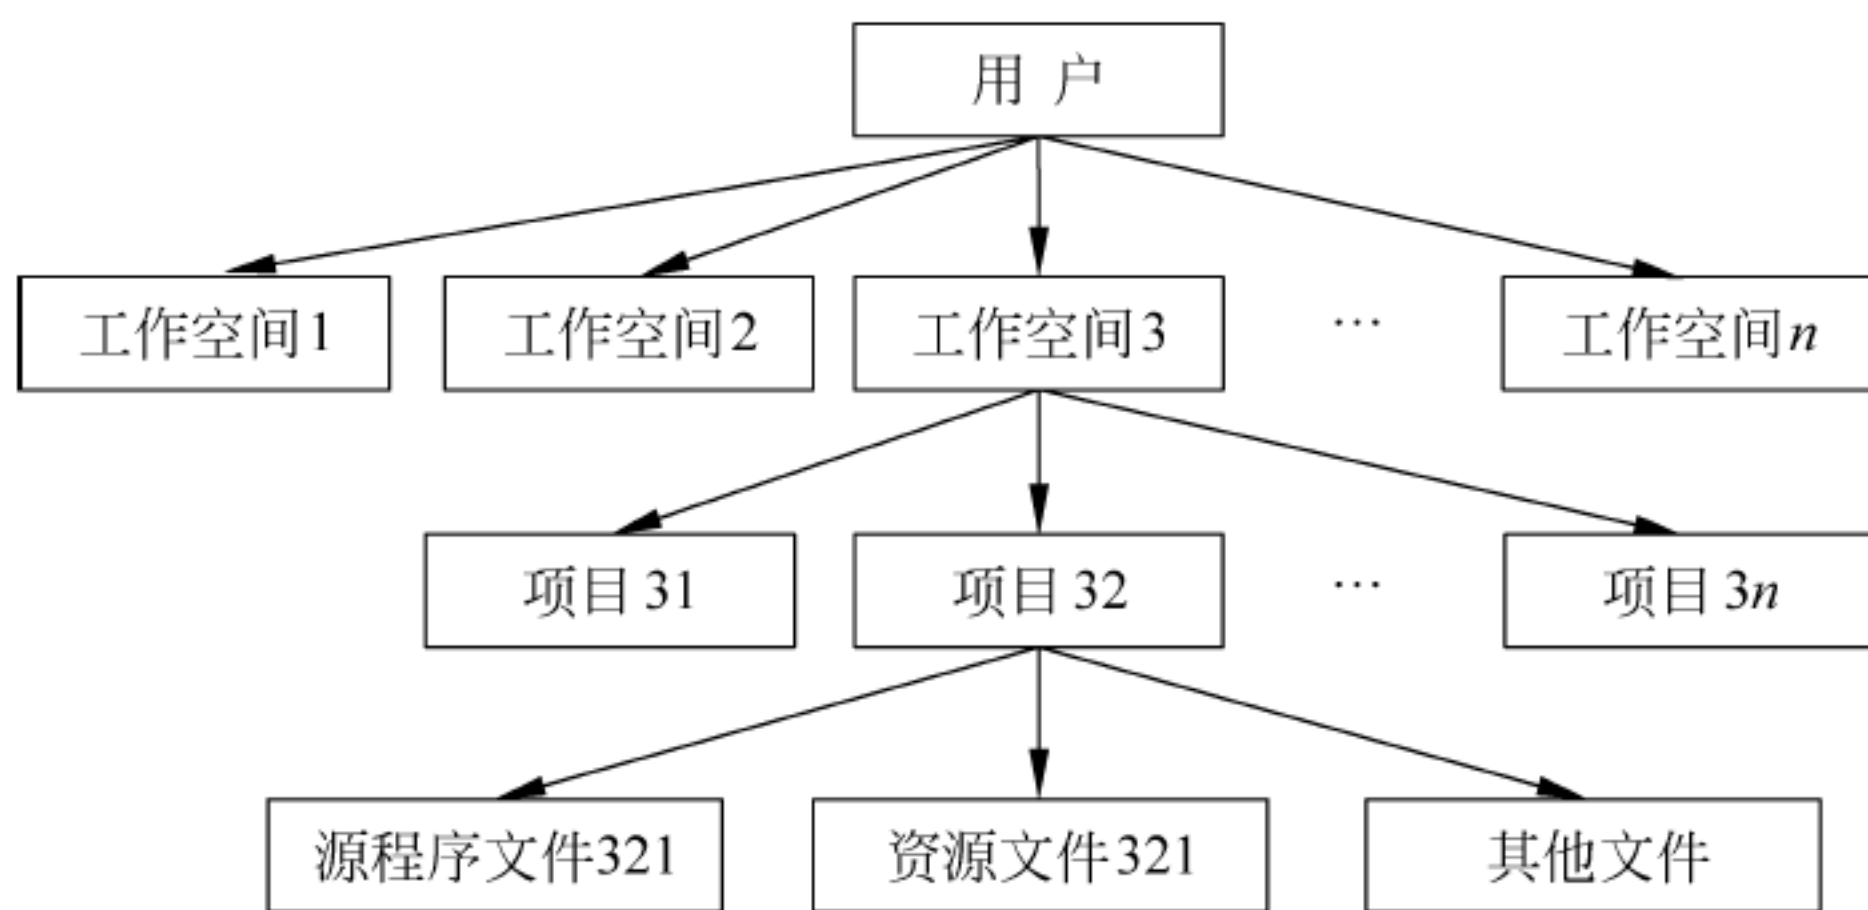 用 户
工作空间1 工作空间2 工作空间3 … 工作空间n
项目 31 项目 32 … 项目 3n
源程序文件321 资源文件321 其他文件